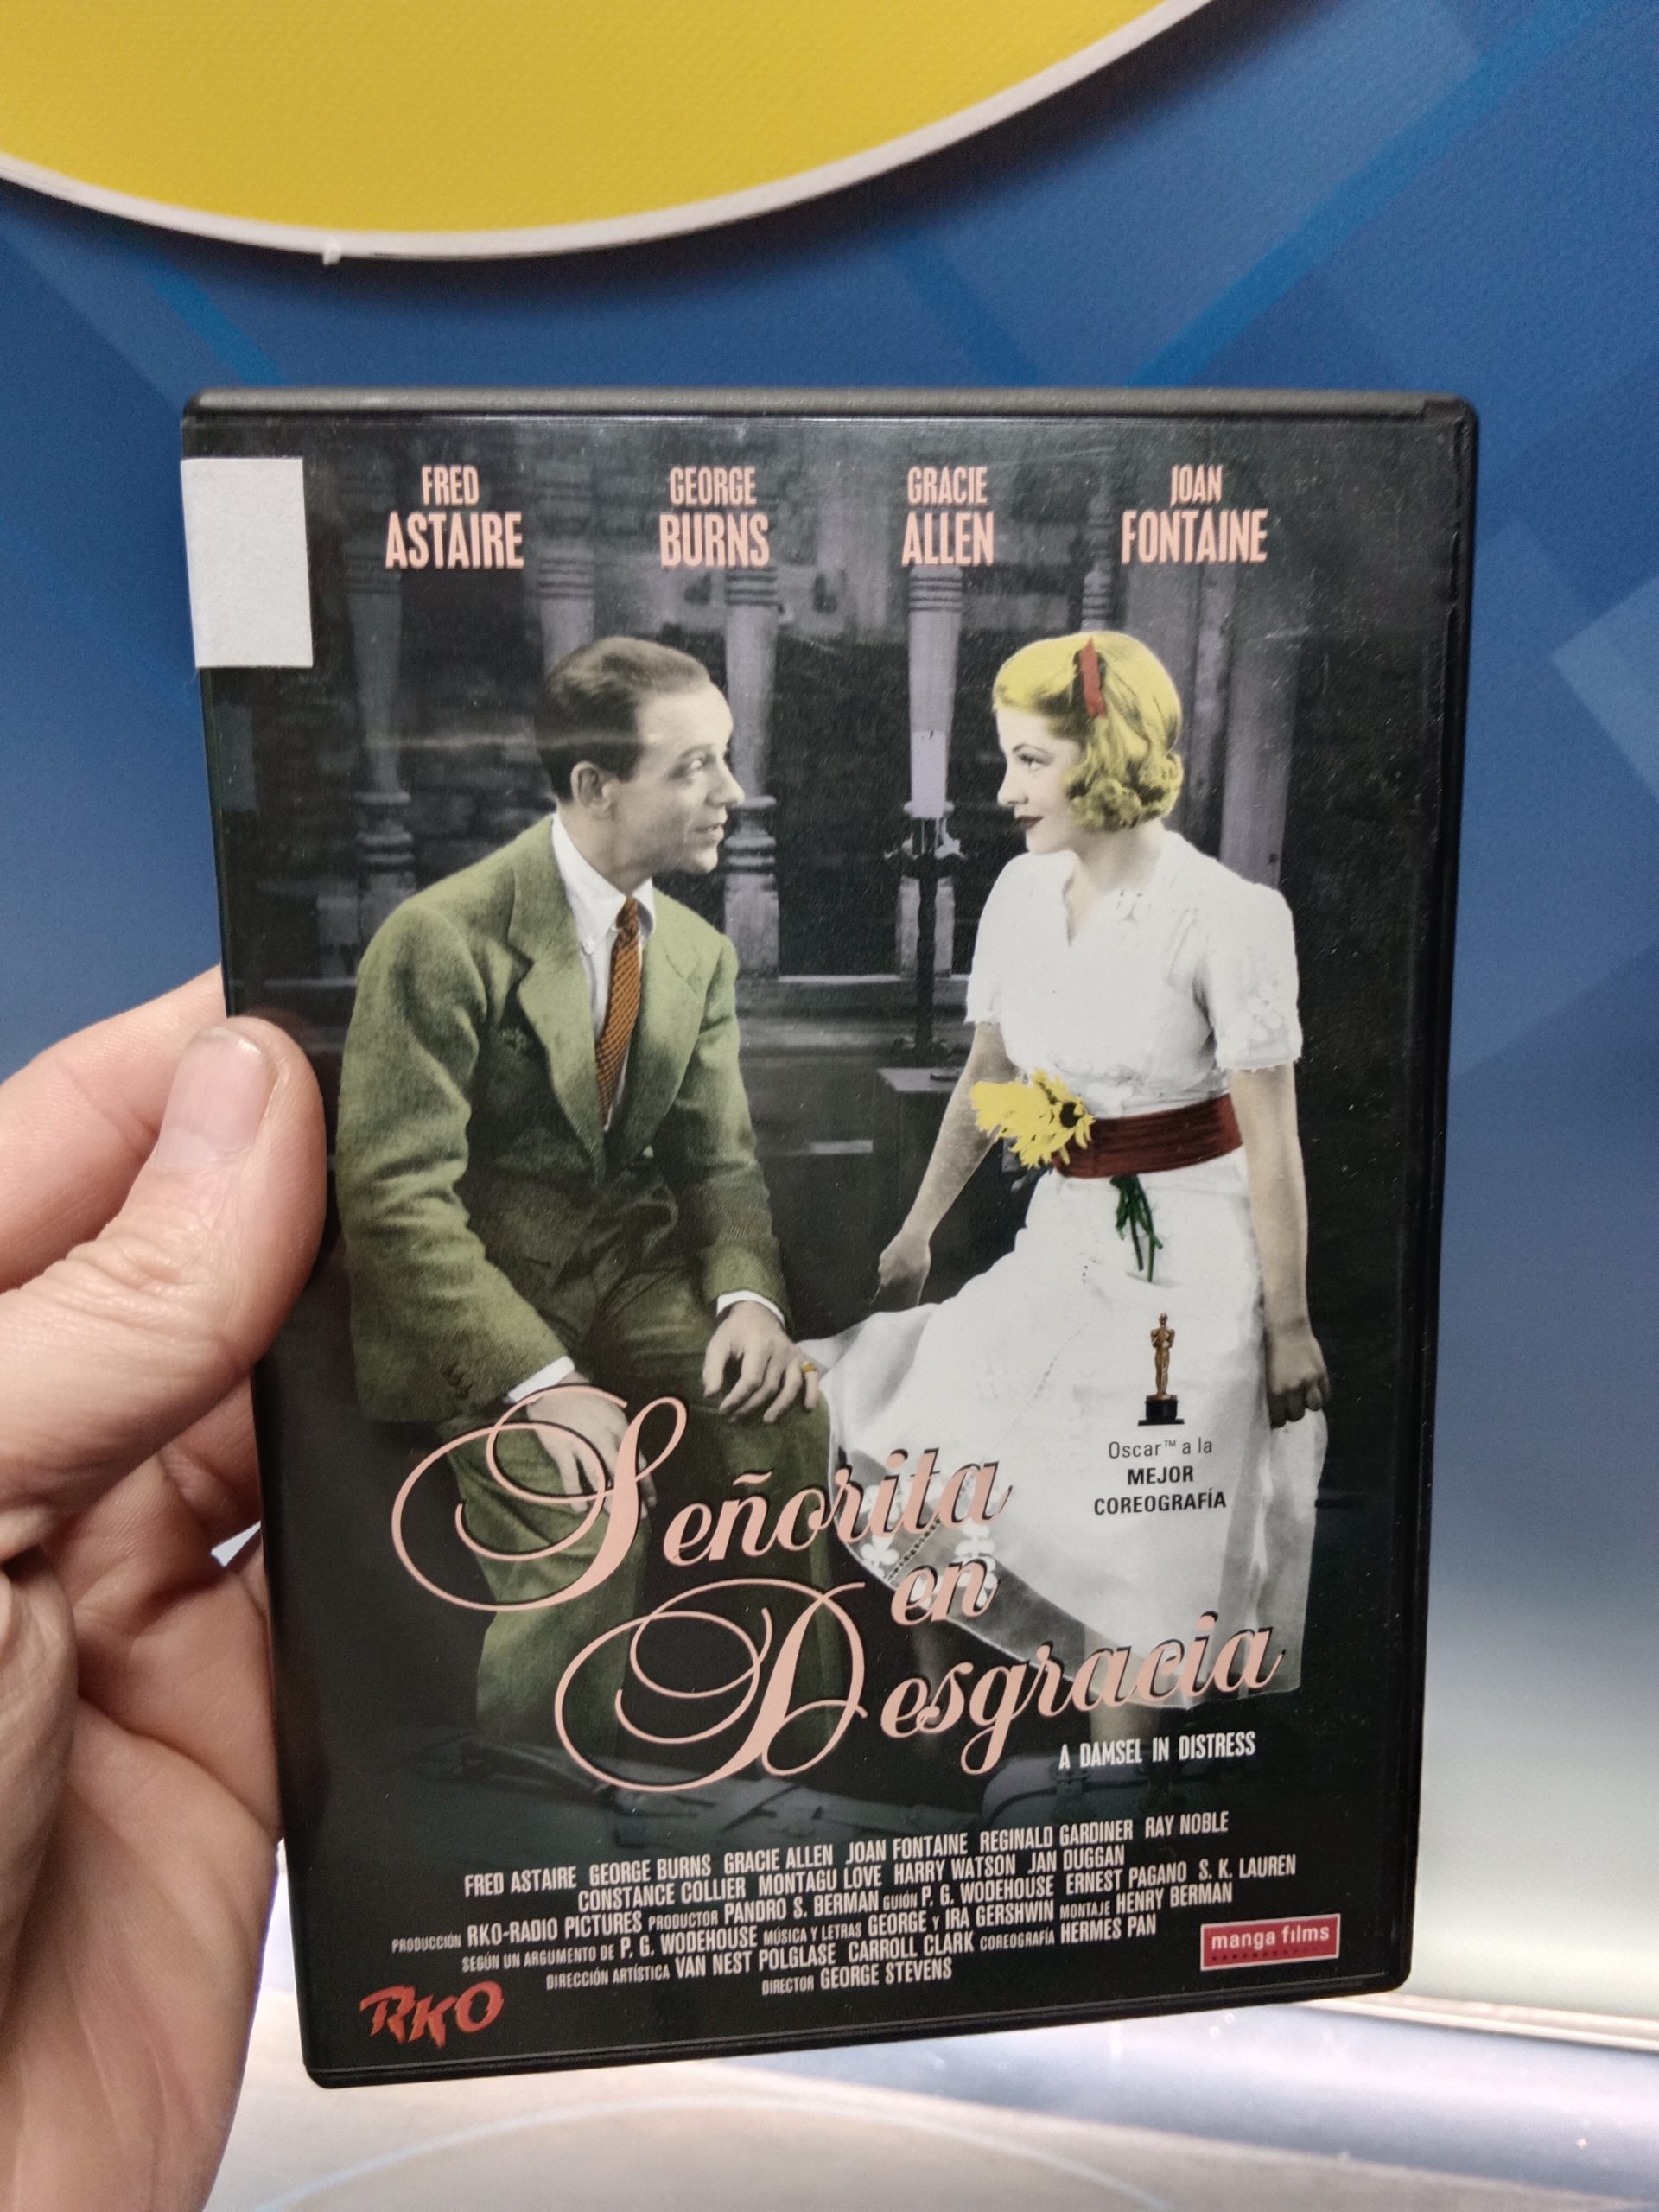 FRED ASTAIRE
GEORGE BURNS
GRACIE ALLEN
JOAN FONTAINE
Oscar™ a la
MEJOR
COREOGRAFÍA
Señorita
en
Desgracia
A DAMSEL IN DISTRESS
FRED ASTAIRE GEORGE BURNS GRACIE ALLEN JOAN FONTAINE REGINALD GARDINER RAY NOBLE
CONSTANCE COLLIER MONTAGU LOVE HARRY WATSON JAN DUGGAN
PRODUCCIÓN RKO-RADIO PICTURES PRODUCTOR PANDRO S. BERMAN GUIÓN P. G. WODEHOUSE ERNEST PAGANO S. K. LAUREN
SEGÚN UN ARGUMENTO DE P. G. WODEHOUSE MÚSICA Y LETRAS GEORGE Y IRA GERSHWIN MONTAJE HENRY BERMAN
DIRECCIÓN ARTÍSTICA VAN NEST POLGLASE CARROLL CLARK COREOGRAFÍA HERMES PAN
DIRECTOR GEORGE STEVENS
manga films
RKO